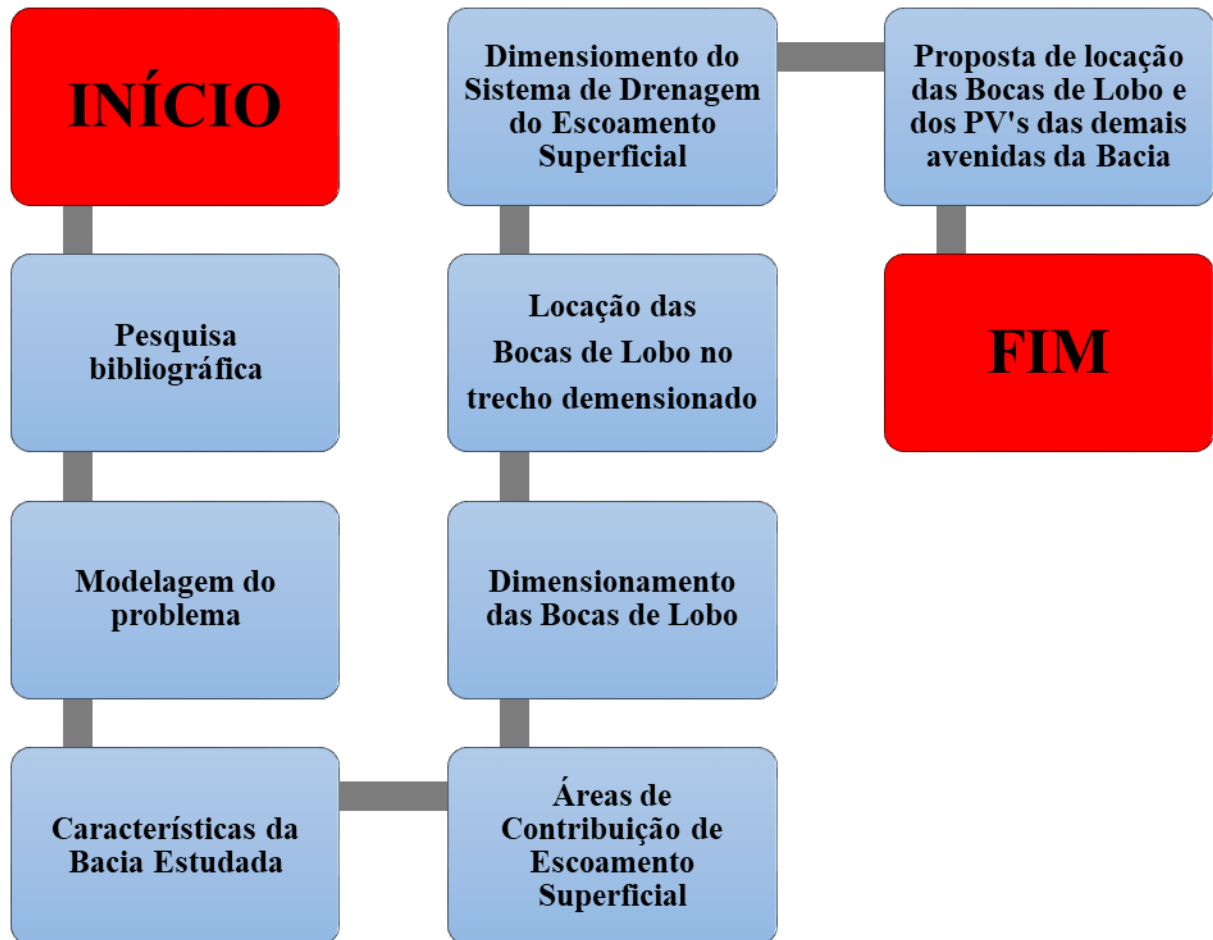 INÍCIO
Pesquisa
bibliográfica
Modelagem do
problema
Característificas da
Bacia Estudada
Áreas de
Contribuição de
Escoamento
Superficial
Dimensionamento
das Bocas de Lobo
Locação das
Bocas de Lobo no
trecho demensionado
Dimensiomento do
Sistema de Drenagem
do Escoamento
Superficial
Proposta de locação
das Bocas de Lobo e
dos PV's das demais
avenidas da Bacia
FIM